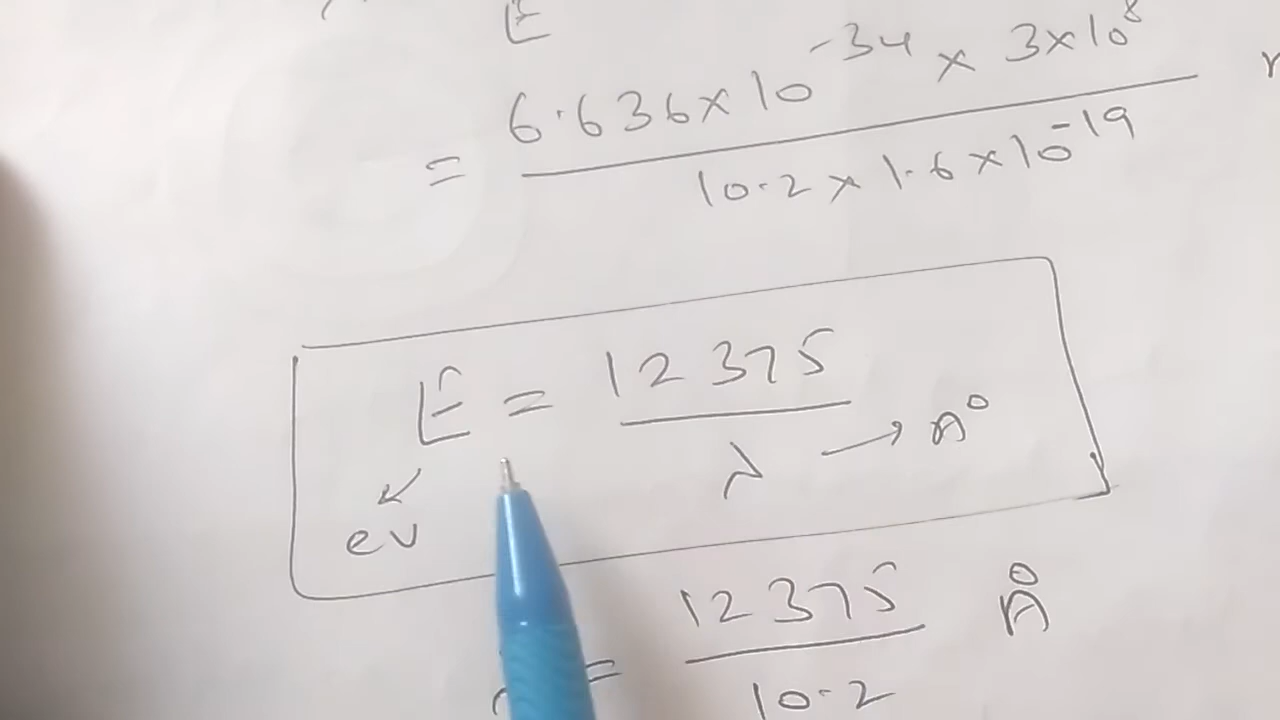 E
= 6.636×10^-34 × 3×10^8
10.2 × 1.6 × 10^-19
E = 12375
λ → A°
ev
= 12375 Å
10.2